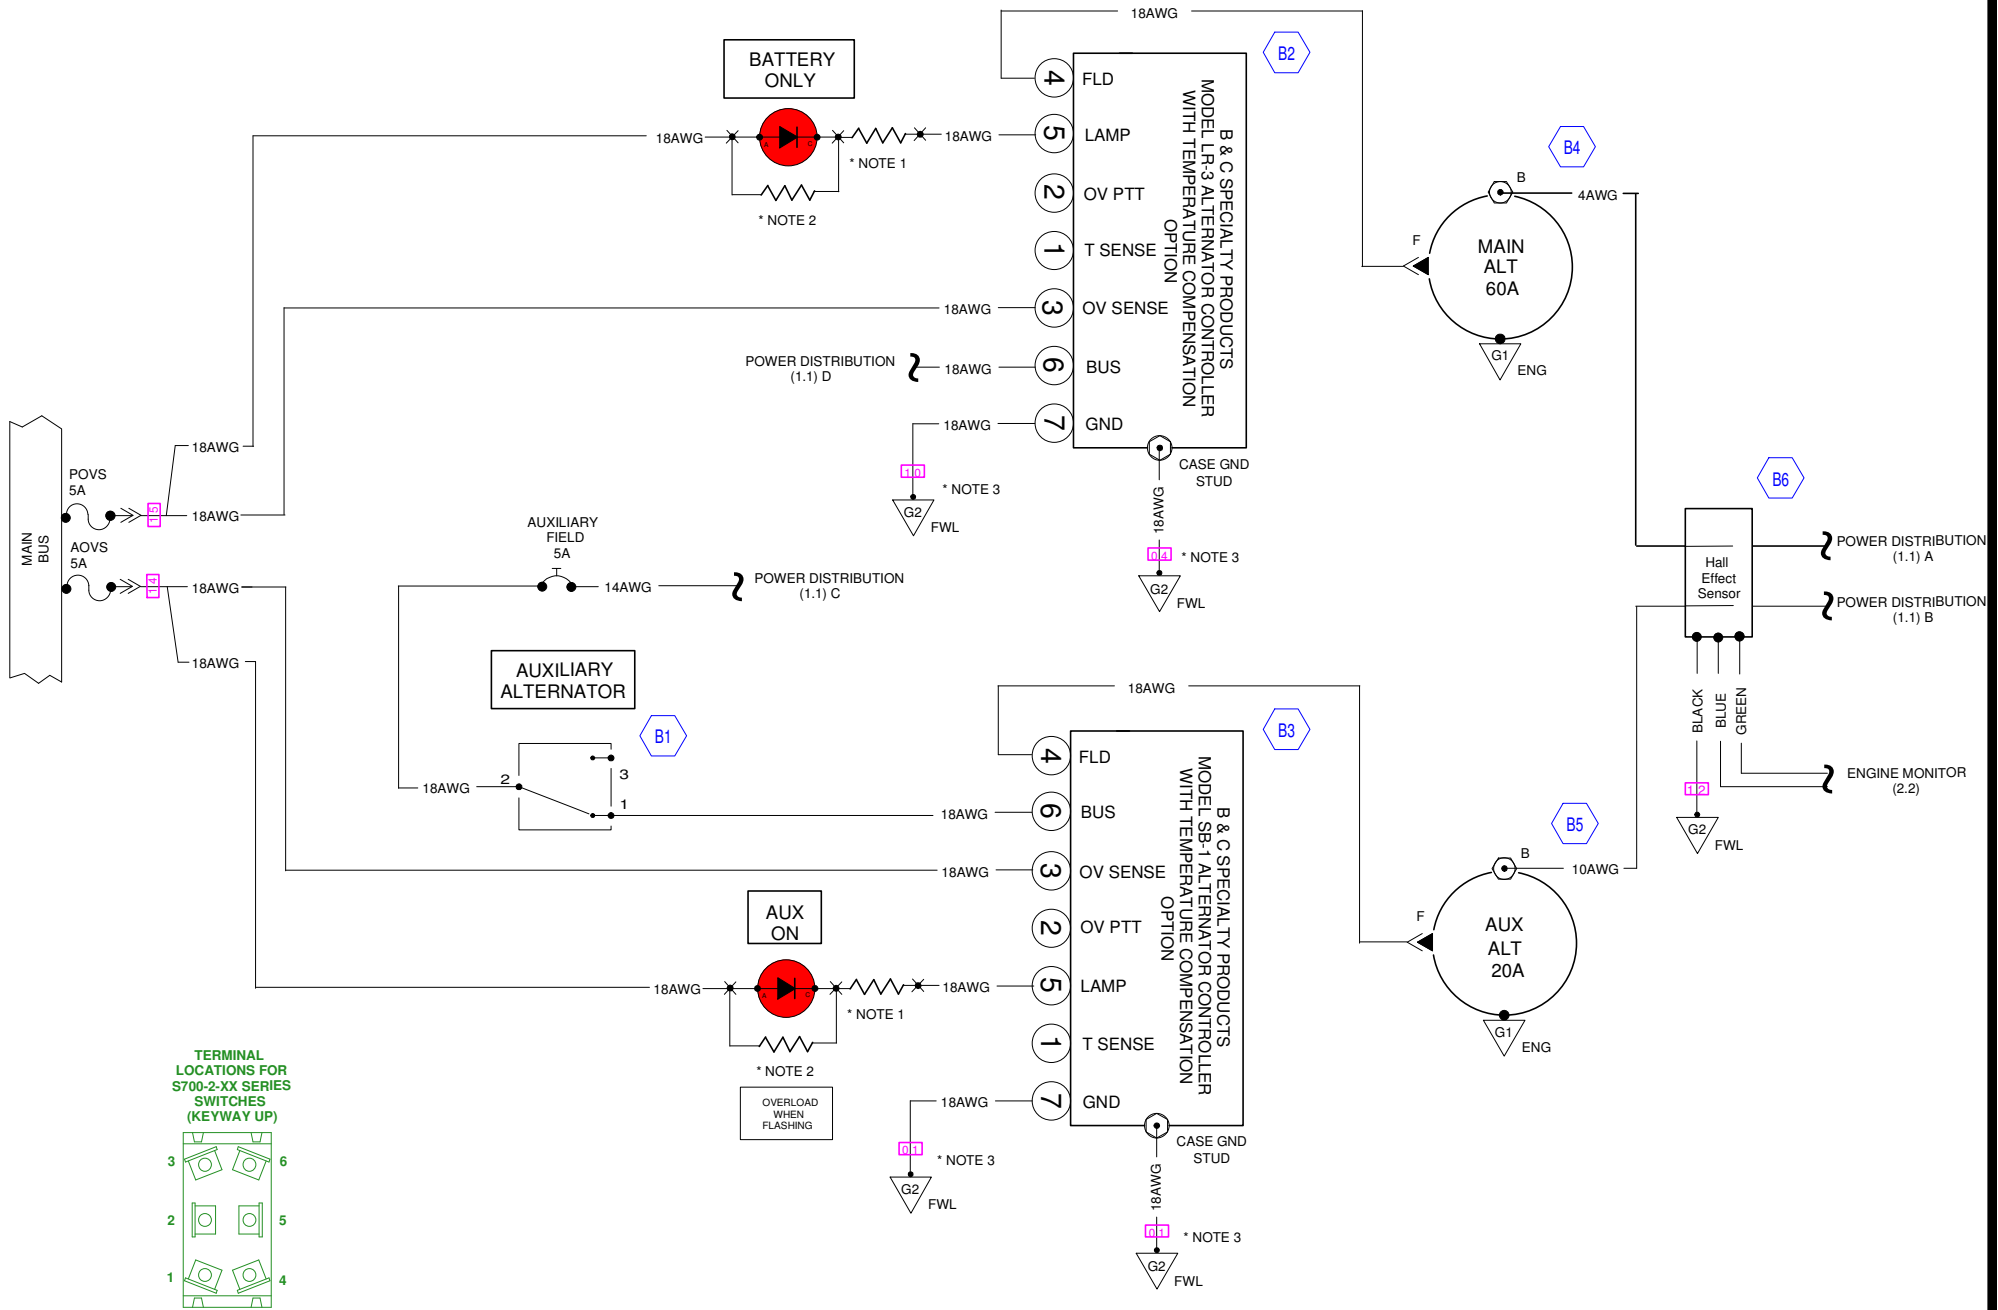 18AWG
BATTERY
ONLY
B2
4
FLD
18AWG
* NOTE 1
18AWG
5
LAMP
* NOTE 2
2
OV PTT
1
T SENSE
18AWG
3
OV SENSE
POWER DISTRIBUTION
(1.1) D
18AWG
6
BUS
18AWG
7
GND
B & C SPECIALTY PRODUCTS
MODEL LR-3 ALTERNATOR CONTROLLER
WITH TEMPERATURE COMPENSATION
OPTION
10
* NOTE 3
G2
FWL
CASE GND
STUD
18AWG
04
* NOTE 3
G2
FWL
B4
B
4AWG
F
MAIN
ALT
60A
G1
ENG
B6
Hall
Effect
Sensor
POWER DISTRIBUTION
(1.1) A
POWER DISTRIBUTION
(1.1) B
BLACK
BLUE
GREEN
ENGINE MONITOR
(2.2)
12
G2
FWL
MAIN
BUS
POVS
5A
15
18AWG
18AWG
AOVS
5A
14
18AWG
18AWG
AUXILIARY
FIELD
5A
14AWG
POWER DISTRIBUTION
(1.1) C
AUXILIARY
ALTERNATOR
B1
18AWG
2
3
1
18AWG
B3
4
FLD
18AWG
6
BUS
18AWG
3
OV SENSE
2
OV PTT
AUX
ON
A
C
18AWG
* NOTE 1
18AWG
5
LAMP
* NOTE 2
OVERLOAD
WHEN
FLASHING
1
T SENSE
18AWG
7
GND
B & C SPECIALTY PRODUCTS
MODEL SB-1 ALTERNATOR CONTROLLER
WITH TEMPERATURE COMPENSATION
OPTION
01
* NOTE 3
G2
FWL
CASE GND
STUD
18AWG
01
* NOTE 3
G2
FWL
B5
B
10AWG
F
AUX
ALT
20A
G1
ENG
TERMINAL
LOCATIONS FOR
S700-2-XX SERIES
SWITCHES
(KEYWAY UP)
3
6
2
5
1
4